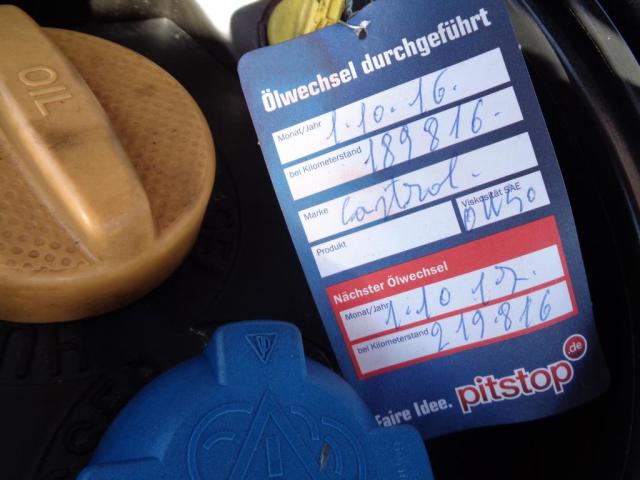 OIL
Ölwechsel durchgeführt
Monat/Jahr 1.10.16.
bei Kilometerstand 189816.
Marke Castrol.
Viskosität SAE
Produkt
Nächster Ölwechsel
Monat/Jahr 1.10 17.
bei Kilometerstand 219.816
Faire Idee. pitstop.de